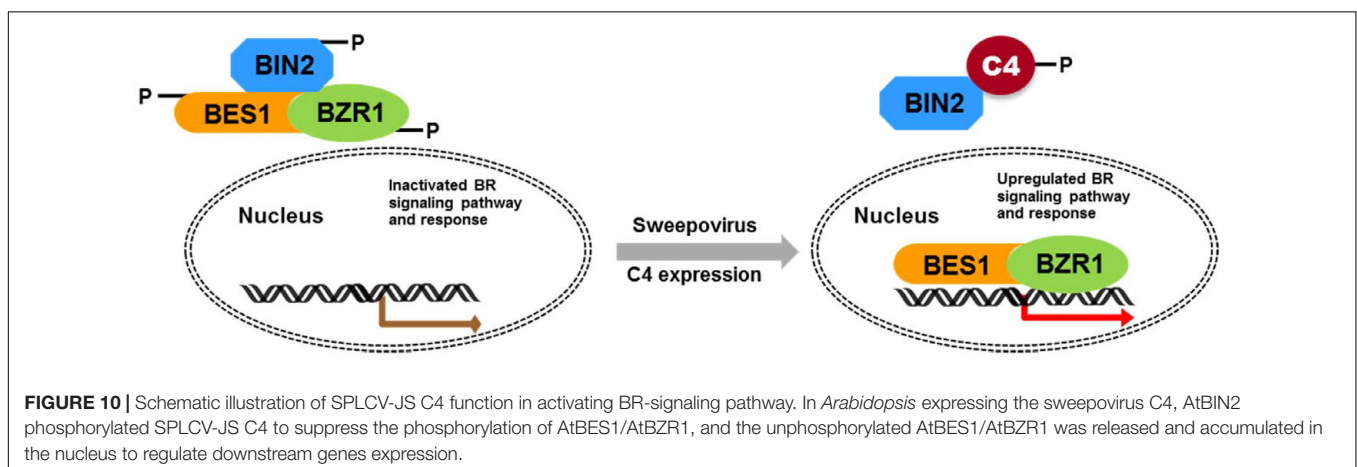 P
BIN2
P
BES1
BZR1
P
Nucleus
Inactivated BR
signaling pathway
and response
Sweepovirus
C4 expression
C4
P
BIN2
Nucleus
Upregulated BR
signaling pathway
and response
BES1
BZR1
FIGURE 10 | Schematic illustration of SPLCV-JS C4 function in activating BR-signaling pathway. In Arabidopsis expressing the sweepovirus C4, AtBIN2
phosphorylated SPLCV-JS C4 to suppress the phosphorylation of AtBES1/AtBZR1, and the unphosphorylated AtBES1/AtBZR1 was released and accumulated in
the nucleus to regulate downstream genes expression.